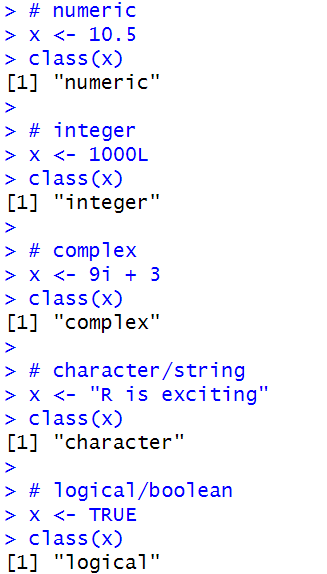 > # numeric
> x <- 10.5
> class(x)
[1] "numeric"
>
> # integer
> x <- 1000L
> class(x)
[1] "integer"
>
> # complex
> x <- 9i + 3
> class(x)
[1] "complex"
>
> # character/string
> x <- "R is exciting"
> class(x)
[1] "character"
>
> # logical/boolean
> x <- TRUE
> class(x)
[1] "logical"